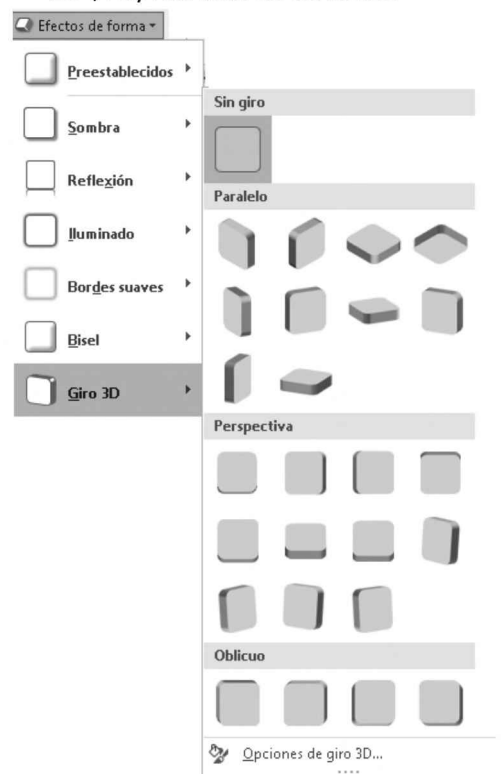 Efectos de forma
Preestablecidos
Sombra
Reflexión
Iluminado
Bordes suaves
Bisel
Giro 3D
Sin giro
Paralelo
Perspectiva
Oblicuo
Opciones de giro 3D...